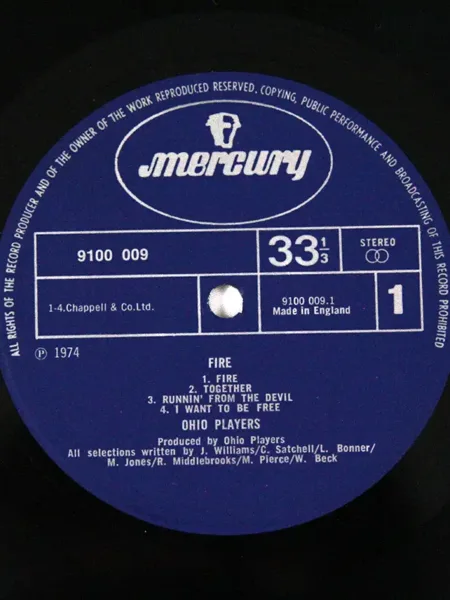 ALL RIGHTS OF THE RECORD PRODUCER AND OF THE OWNER OF THE WORK REPRODUCED RESERVED. COPYING, PUBLIC PERFORMANCE AND BROADCASTING OF THIS RECORD PROHIBITED
mercury
9100 009
33 1/3
STEREO
1-4.Chappell & Co.Ltd.
9100 009.1
Made in England
1
℗ 1974
FIRE
1. FIRE
2. TOGETHER
3. RUNNIN' FROM THE DEVIL
4. I WANT TO BE FREE
OHIO PLAYERS
Produced by Ohio Players
All selections written by J. Williams/C. Satchell/L. Bonner/
M. Jones/R. Middlebrooks/M. Pierce/W. Beck